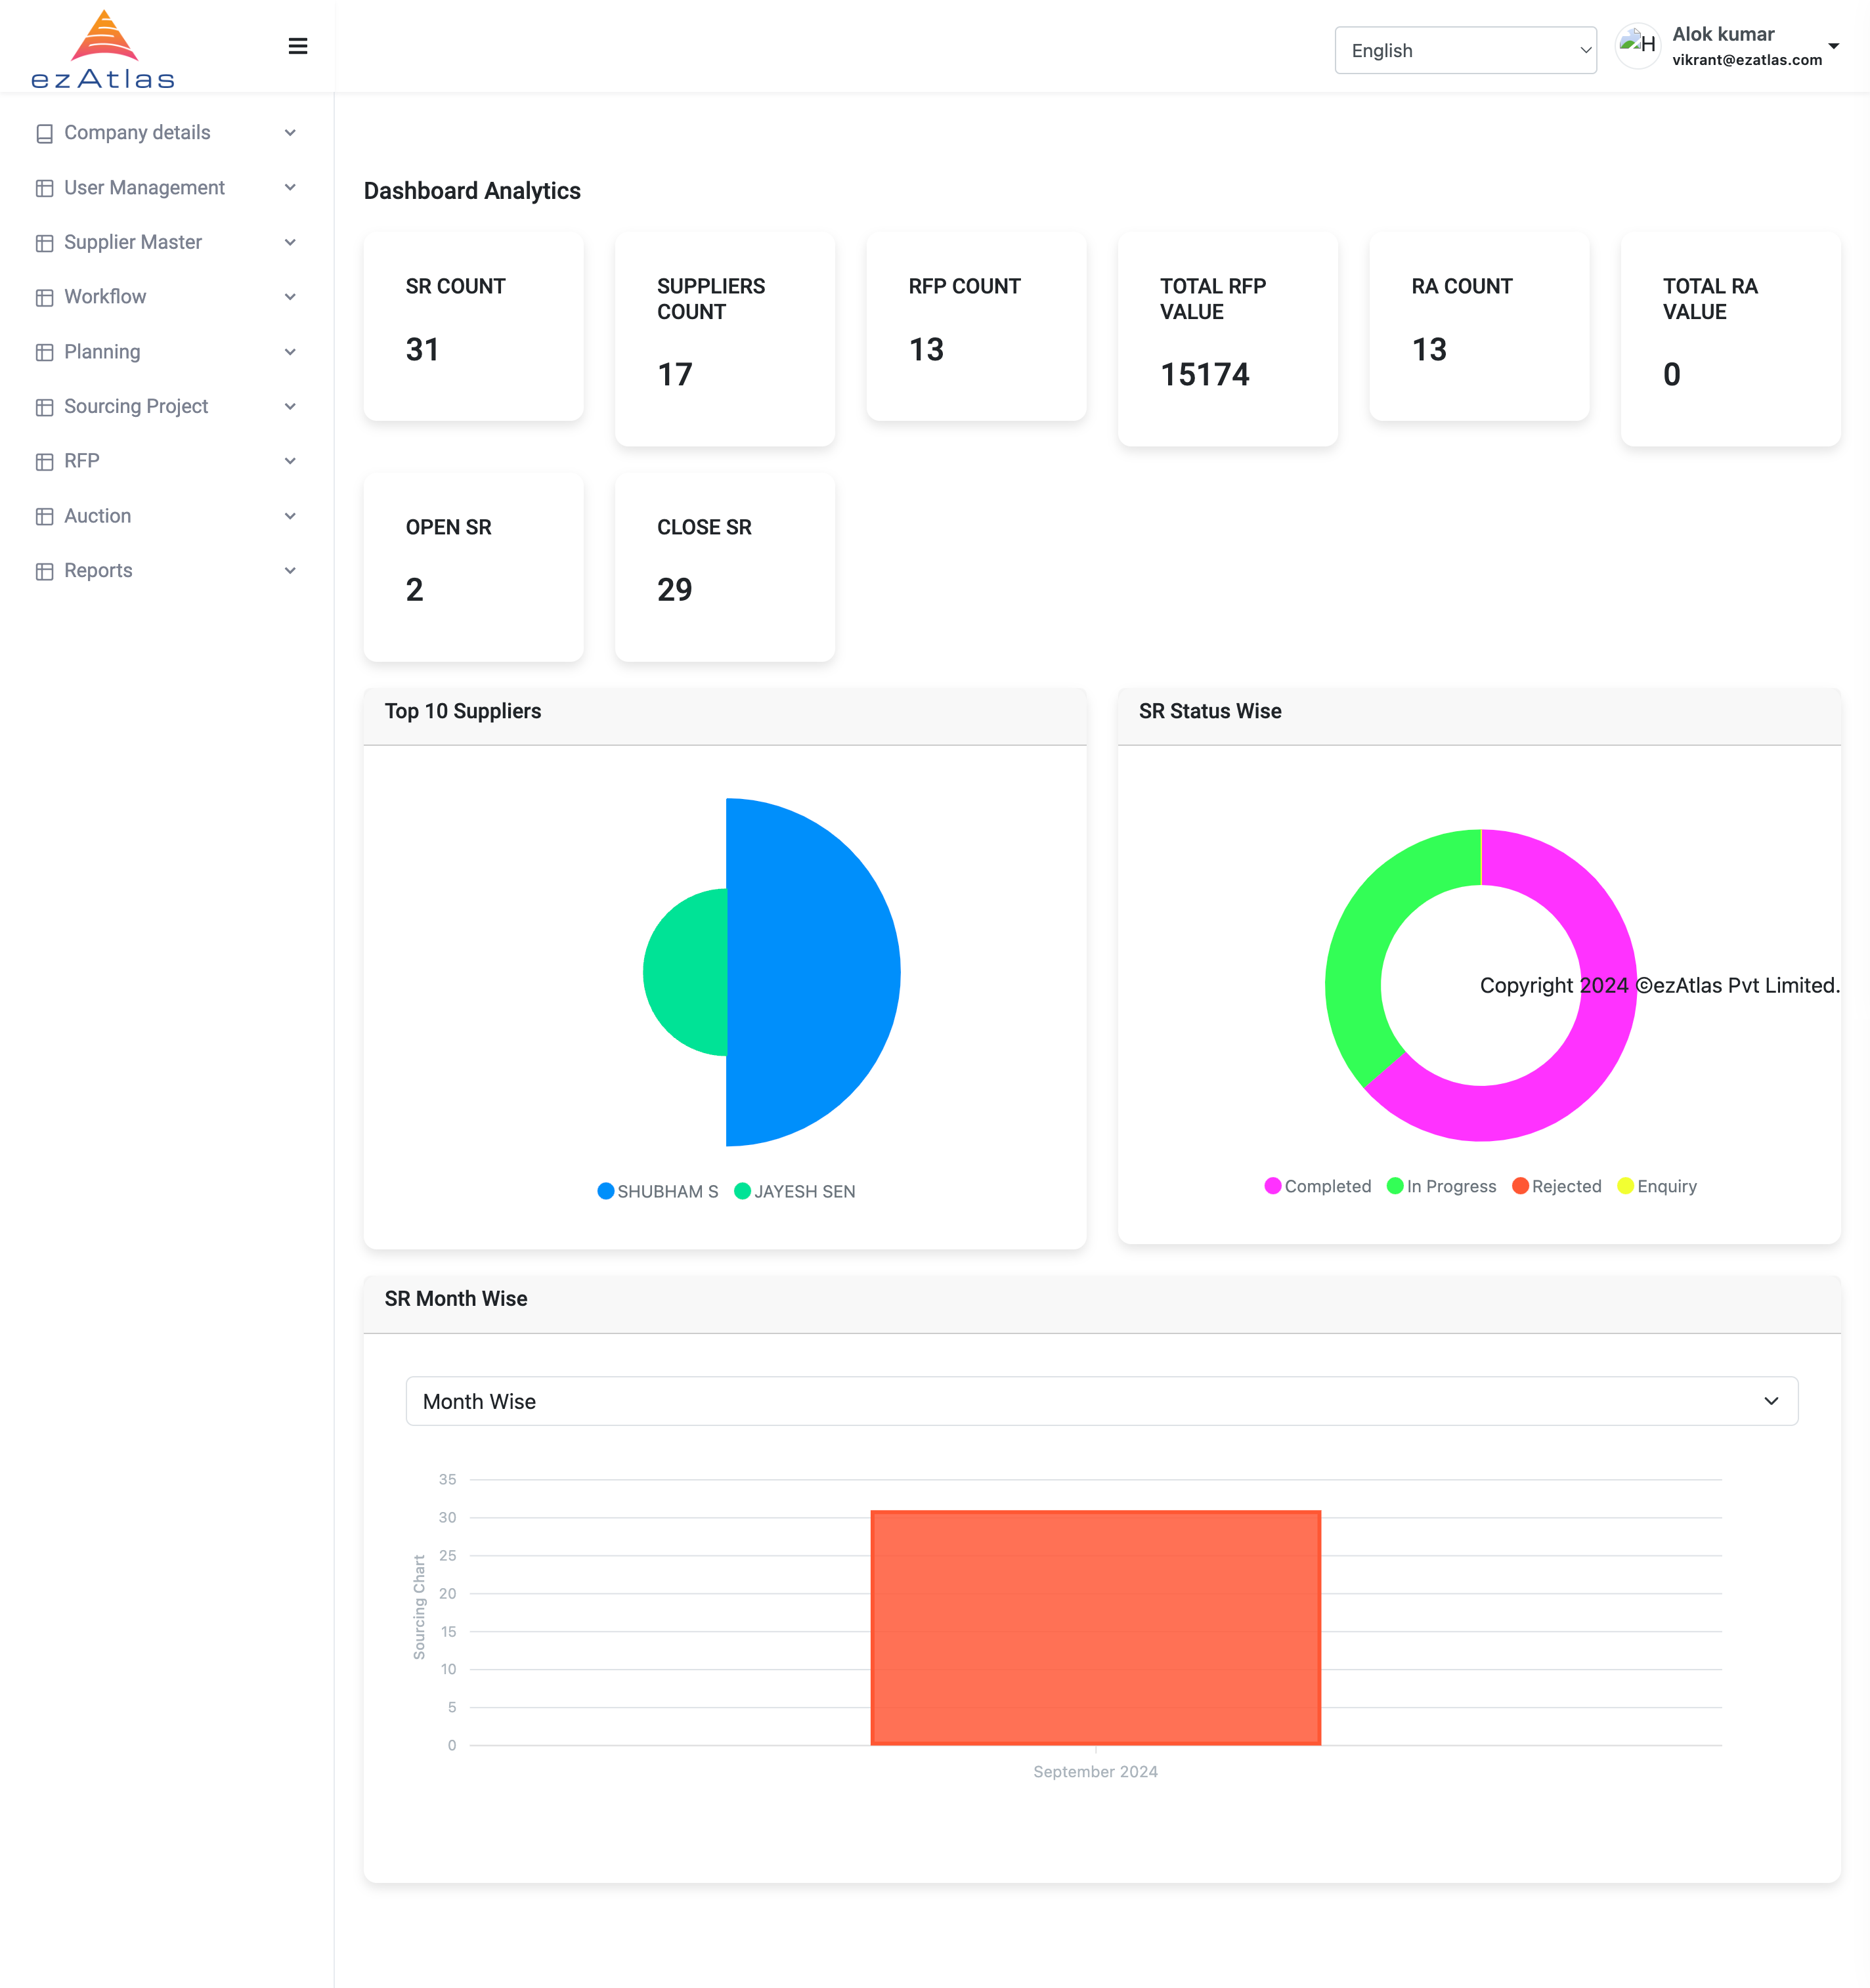 ezAtlas
English
H
Alok kumar
vikrant@ezatlas.com
Company details
User Management
Supplier Master
Workflow
Planning
Sourcing Project
RFP
Auction
Reports
Dashboard Analytics
SR COUNT
31
SUPPLIERS
COUNT
17
RFP COUNT
13
TOTAL RFP
VALUE
15174
RA COUNT
13
TOTAL RA
VALUE
0
OPEN SR
2
CLOSE SR
29
Top 10 Suppliers
SHUBHAM S JAYESH SEN
SR Status Wise
Copyright 2024 ©ezAtlas Pvt Limited.
Completed In Progress Rejected Enquiry
SR Month Wise
Month Wise
Sourcing Chart
35
30
25
20
15
10
5
0
September 2024